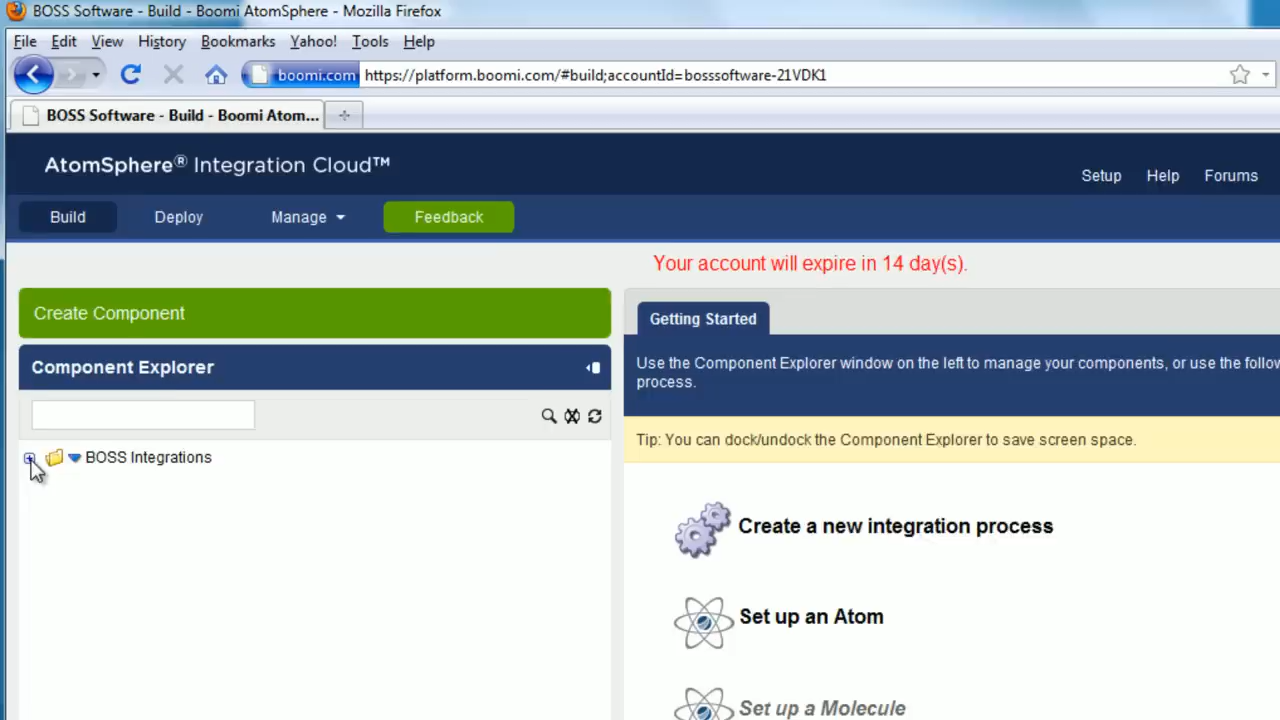 BOSS Software - Build - Boomi AtomSphere - Mozilla Firefox
File Edit View History Bookmarks Yahoo! Tools Help
boomi.com https://platform.boomi.com/#build;accountId=bosssoftware-21VDK1
BOSS Software - Build - Boomi Atom...
AtomSphere® Integration Cloud™
Setup Help Forums
Build Deploy Manage Feedback
Your account will expire in 14 day(s).
Create Component
Component Explorer
BOSS Integrations
Getting Started
Use the Component Explorer window on the left to manage your components, or use the follow
process.
Tip: You can dock/undock the Component Explorer to save screen space.
Create a new integration process
Set up an Atom
Set up a Molecule